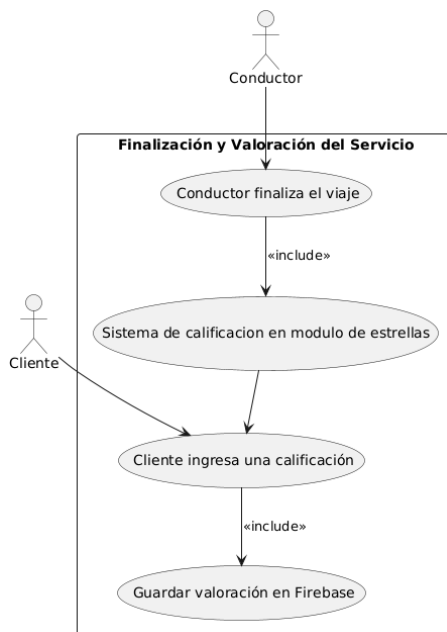 Conductor
Finalización y Valoración del Servicio
Conductor finaliza el viaje
«include»
Sistema de calificacion en modulo de estrellas
Cliente
Cliente ingresa una calificación
«include»
Guardar valoración en Firebase